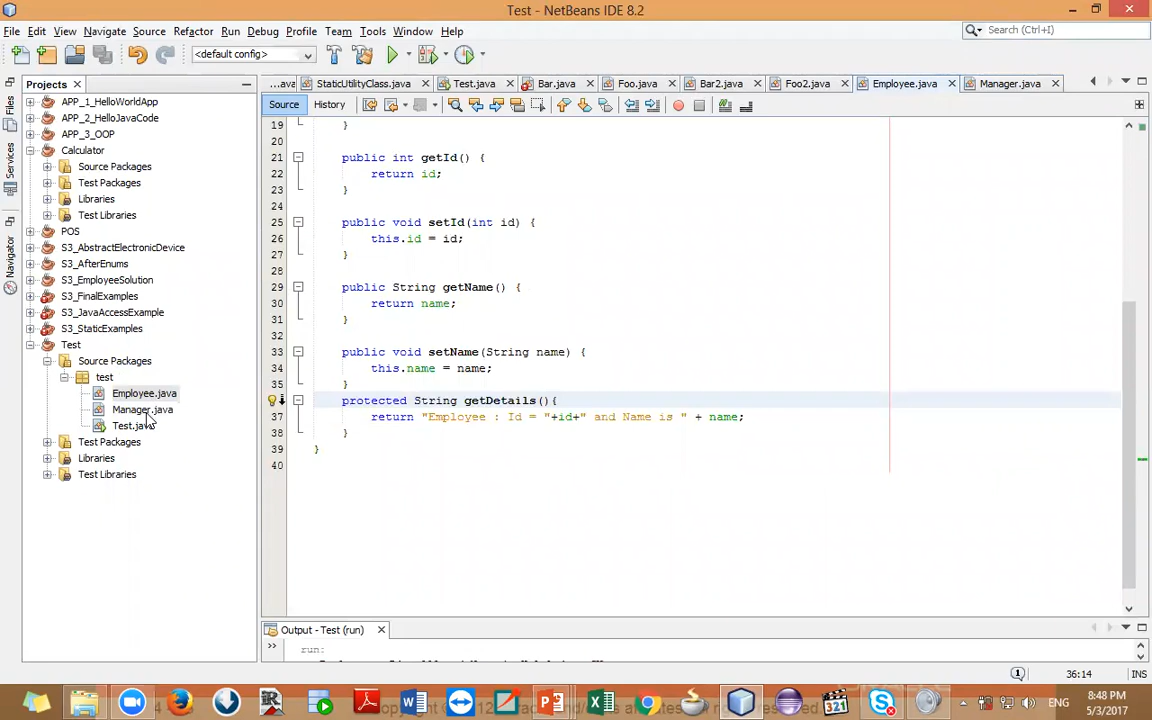 Test - NetBeans IDE 8.2
File Edit View Navigate Source Refactor Run Debug Profile Team Tools Window Help
Search (Ctrl+I)
<default config>
Projects
...ava StaticUtilityClass.java Test.java Bar.java Foo.java Bar2.java Foo2.java Employee.java Manager.java
Source History
Files
Services
Navigator
APP_1_HelloWorldApp
APP_2_HelloJavaCode
APP_3_OOP
Calculator
Source Packages
Test Packages
Libraries
Test Libraries
POS
S3_AbstractElectronicDevice
S3_AfterEnums
S3_EmployeeSolution
S3_FinalExamples
S3_JavaAccessExample
S3_StaticExamples
Test
Source Packages
test
Employee.java
Manager.java
Test.java
Test Packages
Libraries
Test Libraries
19 }
20
21 public int getId() {
22 return id;
23 }
24
25 public void setId(int id) {
26 this.id = id;
27 }
28
29 public String getName() {
30 return name;
31 }
32
33 public void setName(String name) {
34 this.name = name;
35 }
protected String getDetails(){
37 return "Employee : Id = "+id+" and Name is " + name;
38 }
39 }
40
Output - Test (run)
run:
36:14 INS
ENG
8:48 PM
5/3/2017